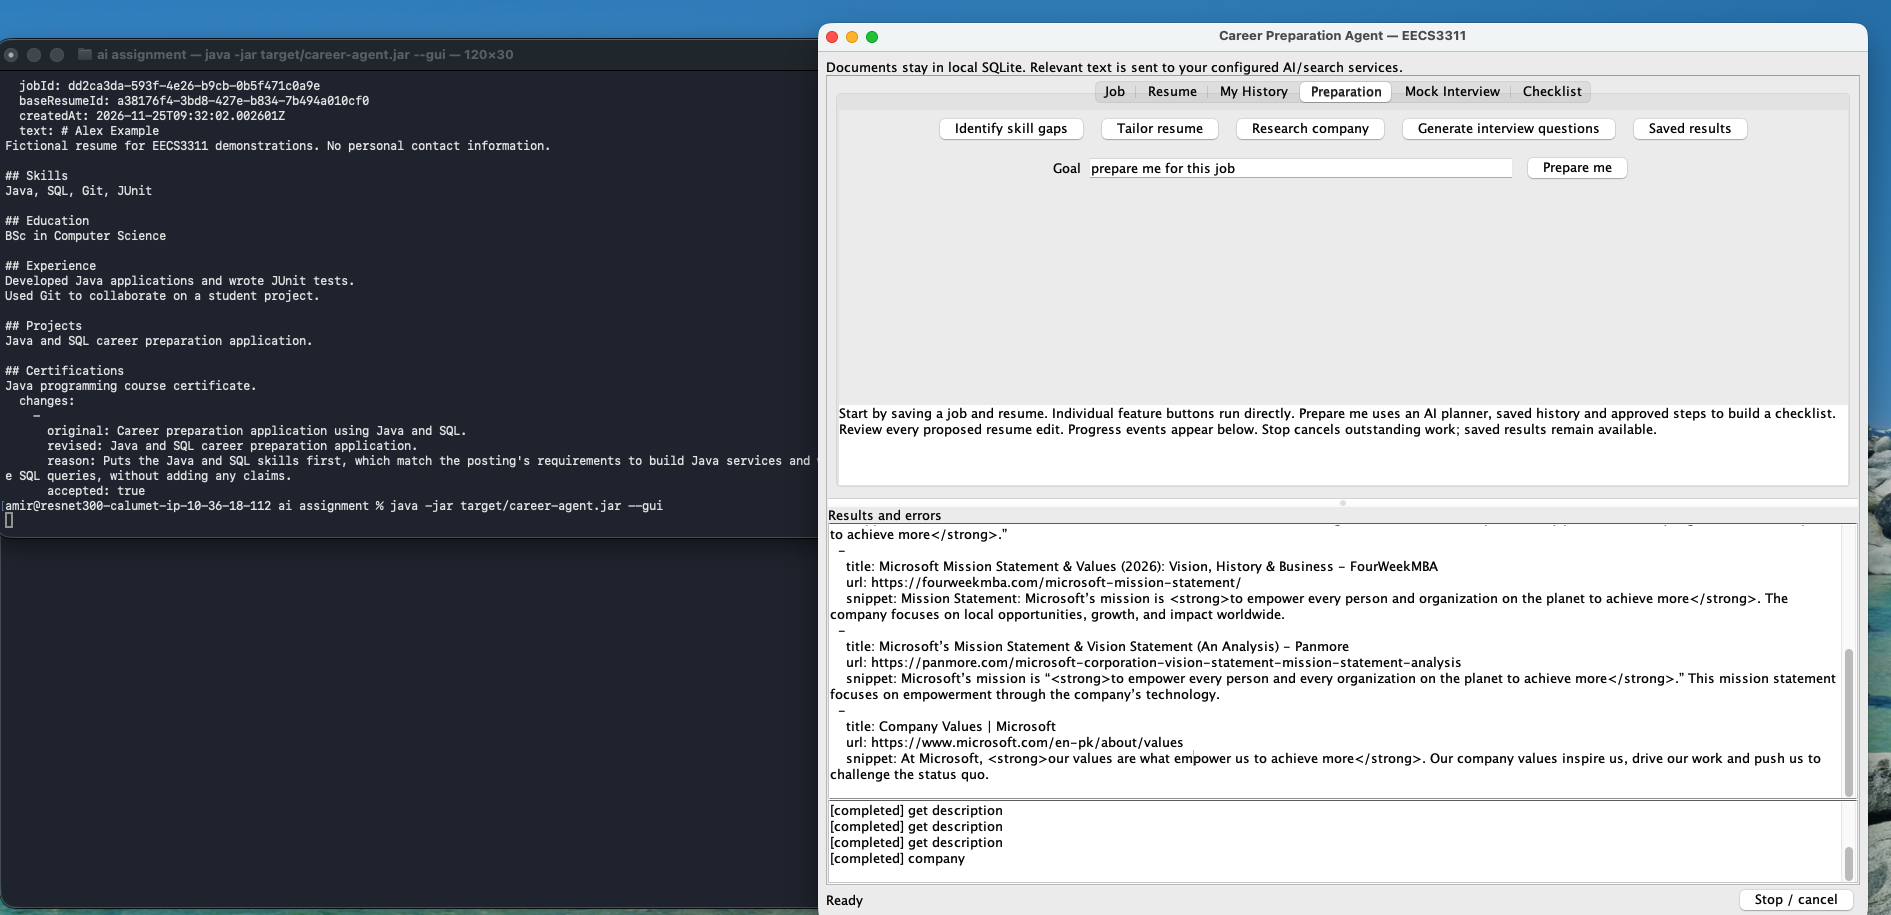 ai assignment — java -jar target/career-agent.jar --gui — 120×30
jobId: dd2ca3da-593f-4e26-b9cb-0b5f471c0a9e
baseResumeId: a38176f4-3bd8-427e-b834-7b494a010cf0
createdAt: 2026-11-25T09:32:02.002601Z
text: # Alex Example
Fictional resume for EECS3311 demonstrations. No personal contact information.
## Skills
Java, SQL, Git, JUnit
## Education
BSc in Computer Science
## Experience
Developed Java applications and wrote JUnit tests.
Used Git to collaborate on a student project.
## Projects
Java and SQL career preparation application.
## Certifications
Java programming course certificate.
changes:
-
original: Career preparation application using Java and SQL.
revised: Java and SQL career preparation application.
reason: Puts the Java and SQL skills first, which match the posting's requirements to build Java services and
e SQL queries, without adding any claims.
accepted: true
[amir@resnet300-calumet-ip-10-36-18-112 ai assignment % java -jar target/career-agent.jar --gui
Career Preparation Agent — EECS3311
Documents stay in local SQLite. Relevant text is sent to your configured AI/search services.
Job Resume My History Preparation Mock Interview Checklist
Identify skill gaps Tailor resume Research company Generate interview questions Saved results
Goal prepare me for this job Prepare me
Start by saving a job and resume. Individual feature buttons run directly. Prepare me uses an AI planner, saved history and approved steps to build a checklist.
Review every proposed resume edit. Progress events appear below. Stop cancels outstanding work; saved results remain available.
Results and errors
to achieve more</strong>.”
-
title: Microsoft Mission Statement & Values (2026): Vision, History & Business - FourWeekMBA
url: https://fourweekmba.com/microsoft-mission-statement/
snippet: Mission Statement: Microsoft’s mission is <strong>to empower every person and organization on the planet to achieve more</strong>. The
company focuses on local opportunities, growth, and impact worldwide.
-
title: Microsoft’s Mission Statement & Vision Statement (An Analysis) - Panmore
url: https://panmore.com/microsoft-corporation-vision-statement-mission-statement-analysis
snippet: Microsoft’s mission is “<strong>to empower every person and every organization on the planet to achieve more</strong>.” This mission statement
focuses on empowerment through the company’s technology.
-
title: Company Values | Microsoft
url: https://www.microsoft.com/en-pk/about/values
snippet: At Microsoft, <strong>our values are what empower us to achieve more</strong>. Our company values inspire us, drive our work and push us to
challenge the status quo.
[completed] get description
[completed] get description
[completed] get description
[completed] company
Ready
Stop / cancel